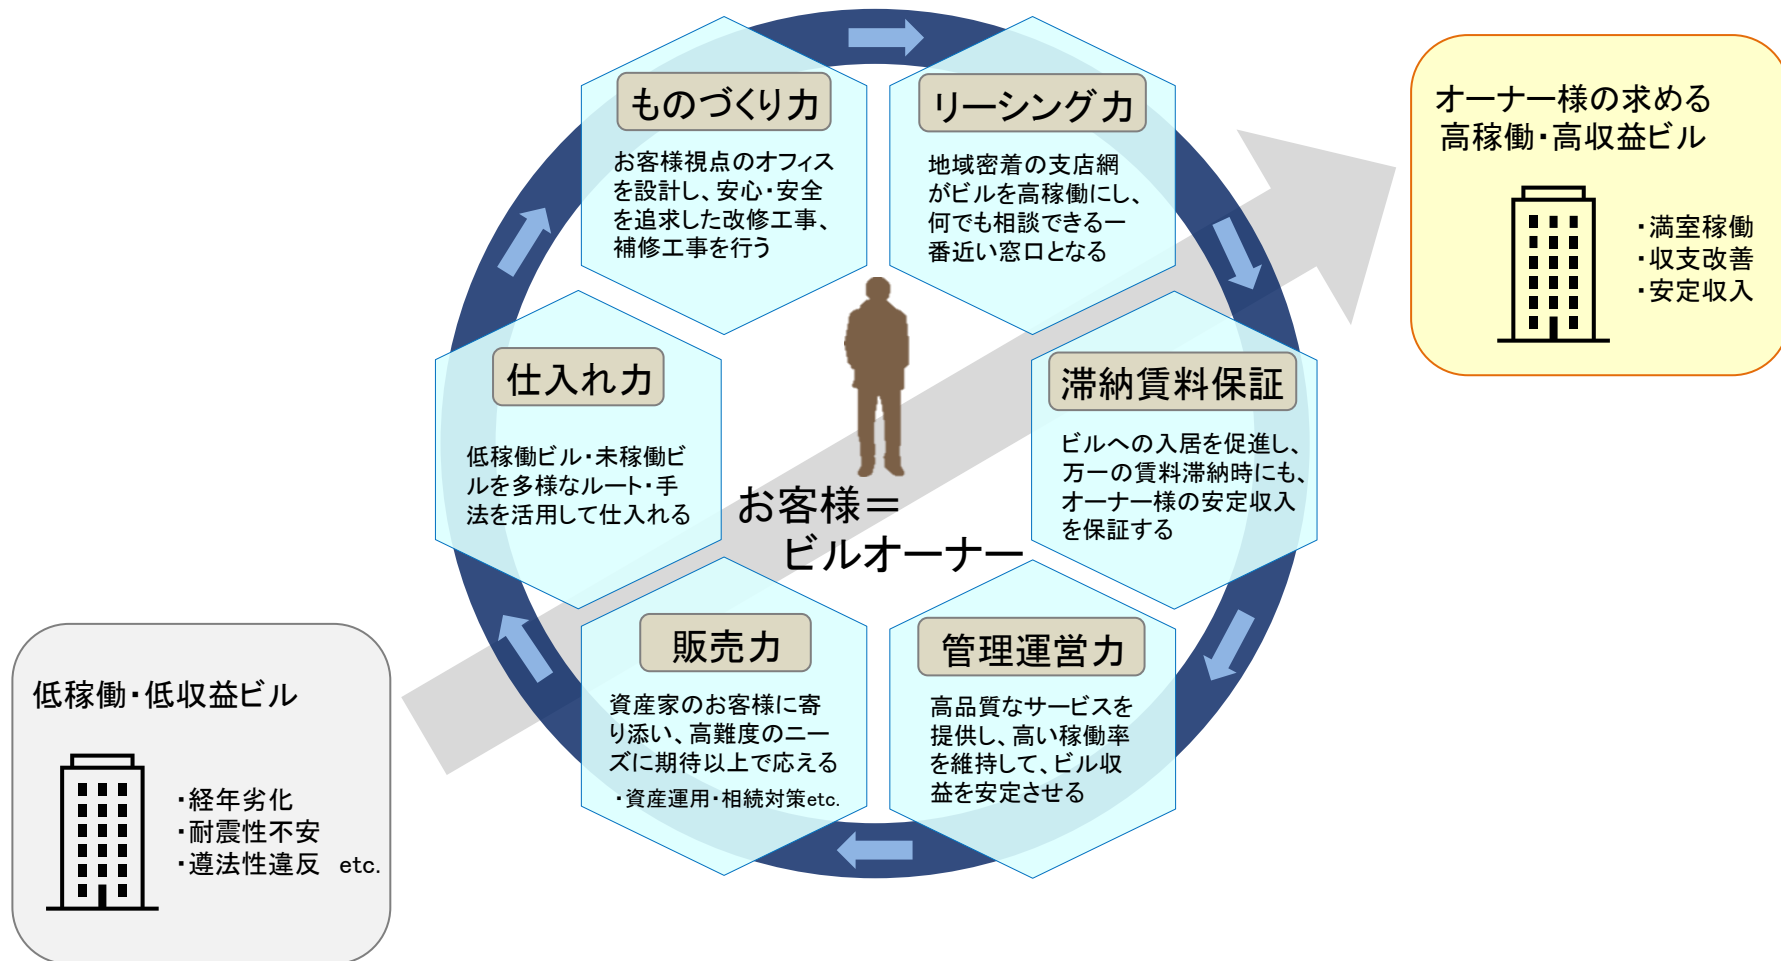 ものづくり力
お客様視点のオフィス
を設計し、安心・安全
を追求した改修工事、
補修工事を行う
リーシング力
地域密着の支店網
がビルを高稼働にし、
何でも相談できる一
番近い窓口となる
オーナー様の求める
高稼働・高収益ビル
・満室稼働
・収支改善
・安定収入
仕入れ力
低稼働ビル・未稼働ビ
ルを多様なルート・手
法を活用して仕入れる
滞納賃料保証
ビルへの入居を促進し、
万一の賃料滞納時にも、
オーナー様の安定収入
を保証する
お客様＝
ビルオーナー
販売力
資産家のお客様に寄
り添い、高難度のニー
ズに期待以上で応える
・資産運用・相続対策etc.
管理運営力
高品質なサービスを
提供し、高い稼働率
を維持して、ビル収
益を安定させる
低稼働・低収益ビル
・経年劣化
・耐震性不安
・遵法性違反　etc.